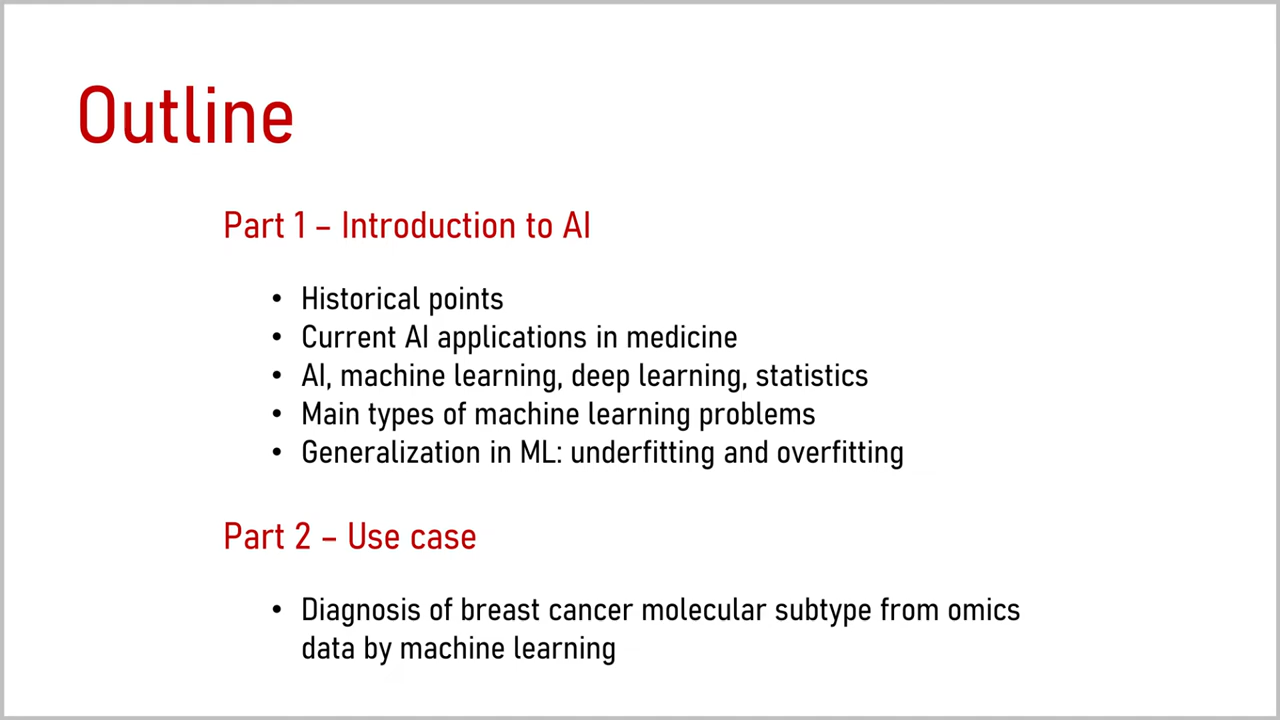 Outline
Part 1 – Introduction to AI
• Historical points
• Current AI applications in medicine
• AI, machine learning, deep learning, statistics
• Main types of machine learning problems
• Generalization in ML: underfitting and overfitting
Part 2 – Use case
• Diagnosis of breast cancer molecular subtype from omics
data by machine learning